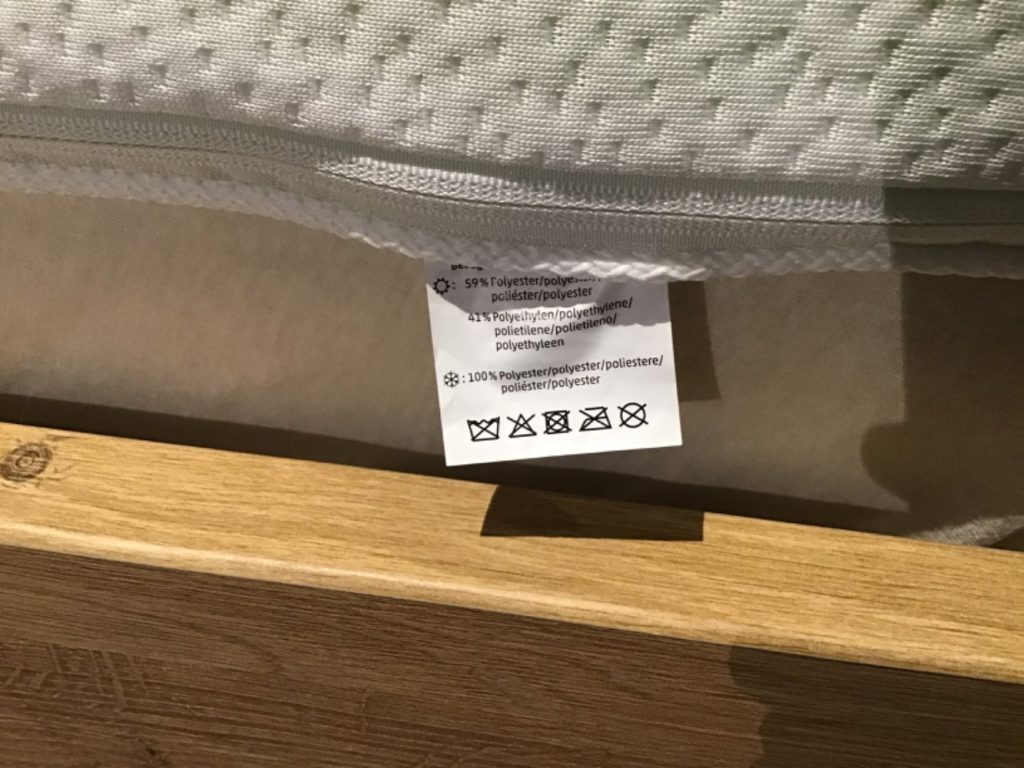 : 59% Polyester/polyester/
poliéster/polyester
41% Polyethylen/polyethylene/
polietilene/polietileno/
polyethyleen
: 100% Polyester/polyester/poliestere/
poliéster/polyester